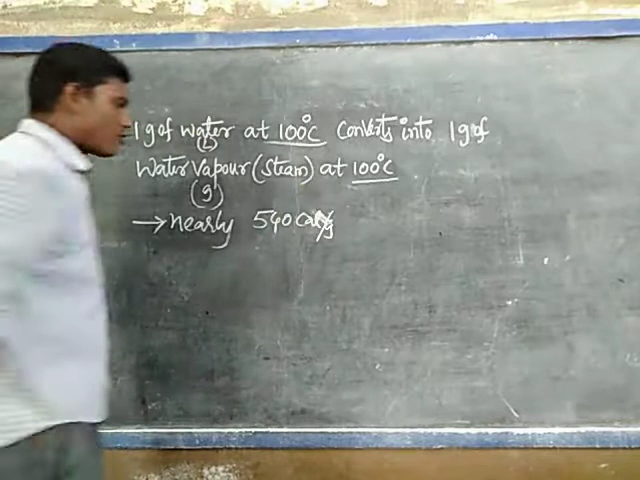 1g of water at 100°C Converts into 1g of
(l)
Water Vapour (Steam) at 100°C
(g)
→ nearly 540 cal/g